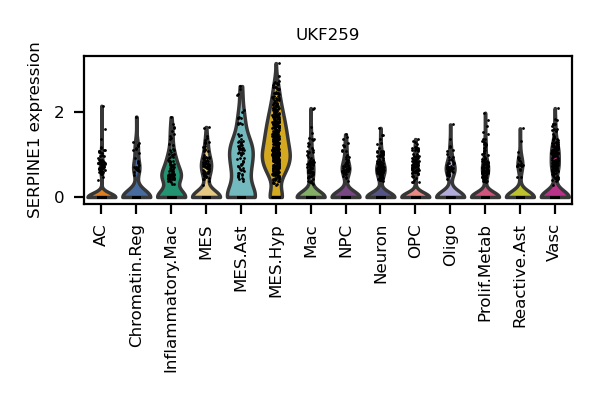 UKF259
SERPINE1 expression
2
0
AC
Chromatin.Reg
Inflammatory.Mac
MES
MES.Ast
MES.Hyp
Mac
NPC
Neuron
OPC
Oligo
Prolif.Metab
Reactive.Ast
Vasc